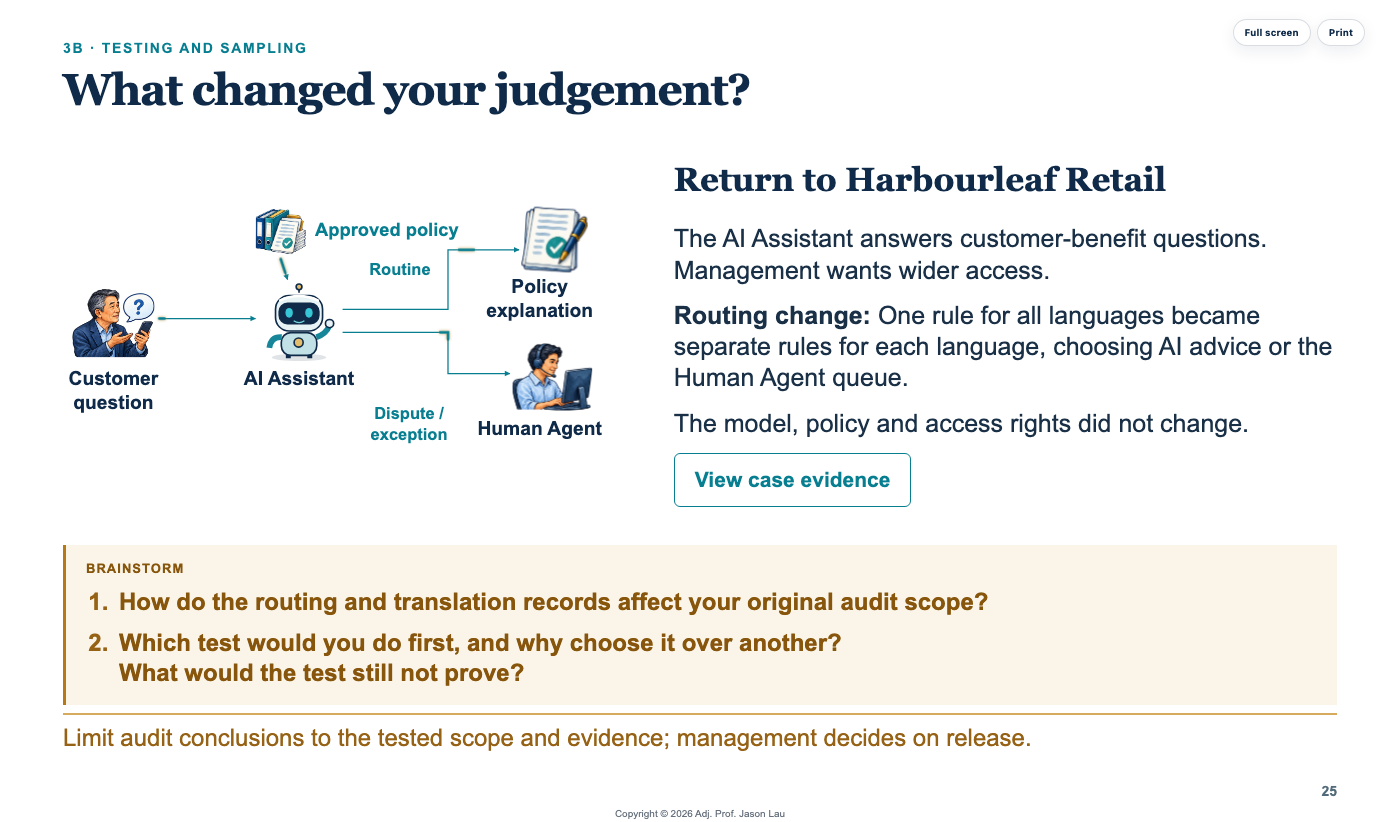 Full screen
Print
3B · TESTING AND SAMPLING
What changed your judgement?
Approved policy
Routine
?
Policy
explanation
Customer
question
AI Assistant
Dispute /
exception
Human Agent
Return to Harbourleaf Retail
The AI Assistant answers customer-benefit questions.
Management wants wider access.
Routing change: One rule for all languages became
separate rules for each language, choosing AI advice or the
Human Agent queue.
The model, policy and access rights did not change.
View case evidence
BRAINSTORM
1. How do the routing and translation records affect your original audit scope?
2. Which test would you do first, and why choose it over another?
What would the test still not prove?
Limit audit conclusions to the tested scope and evidence; management decides on release.
25
Copyright © 2026 Adj. Prof. Jason Lau